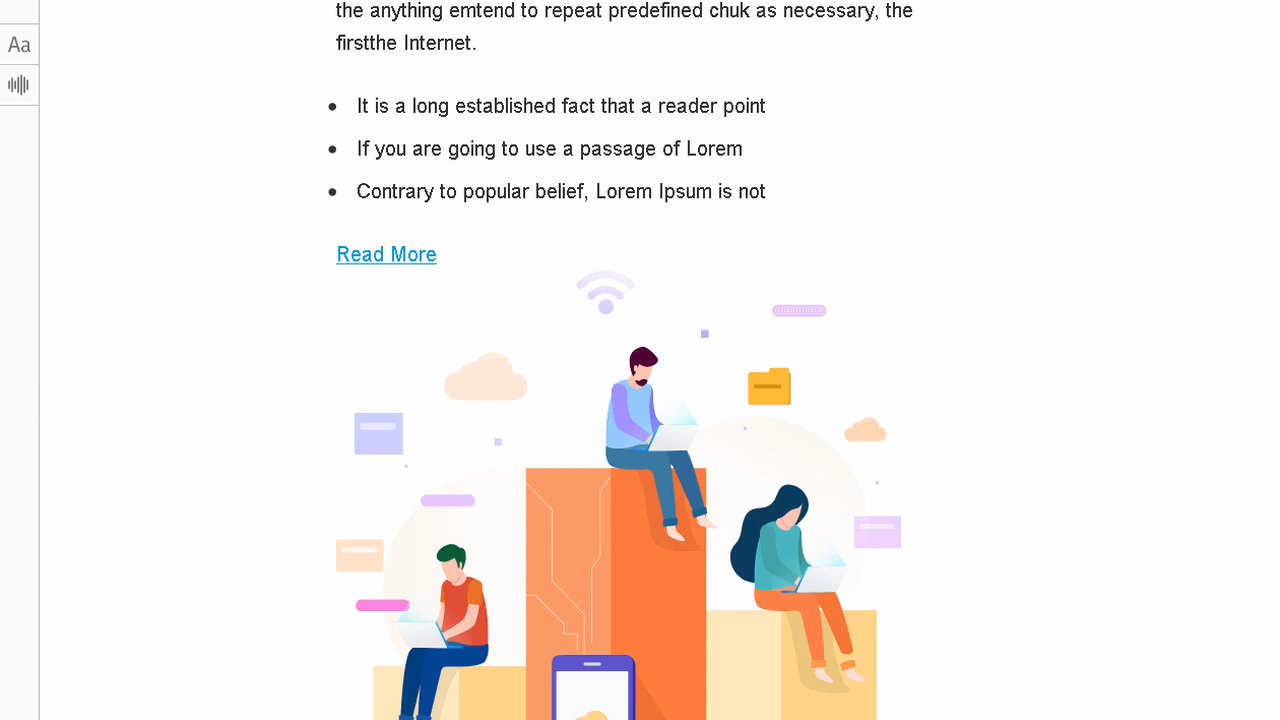 the anything emtend to repeat predefined chuk as necessary, the
firstthe Internet.
Aa
It is a long established fact that a reader point
If you are going to use a passage of Lorem
Contrary to popular belief, Lorem Ipsum is not
Read More